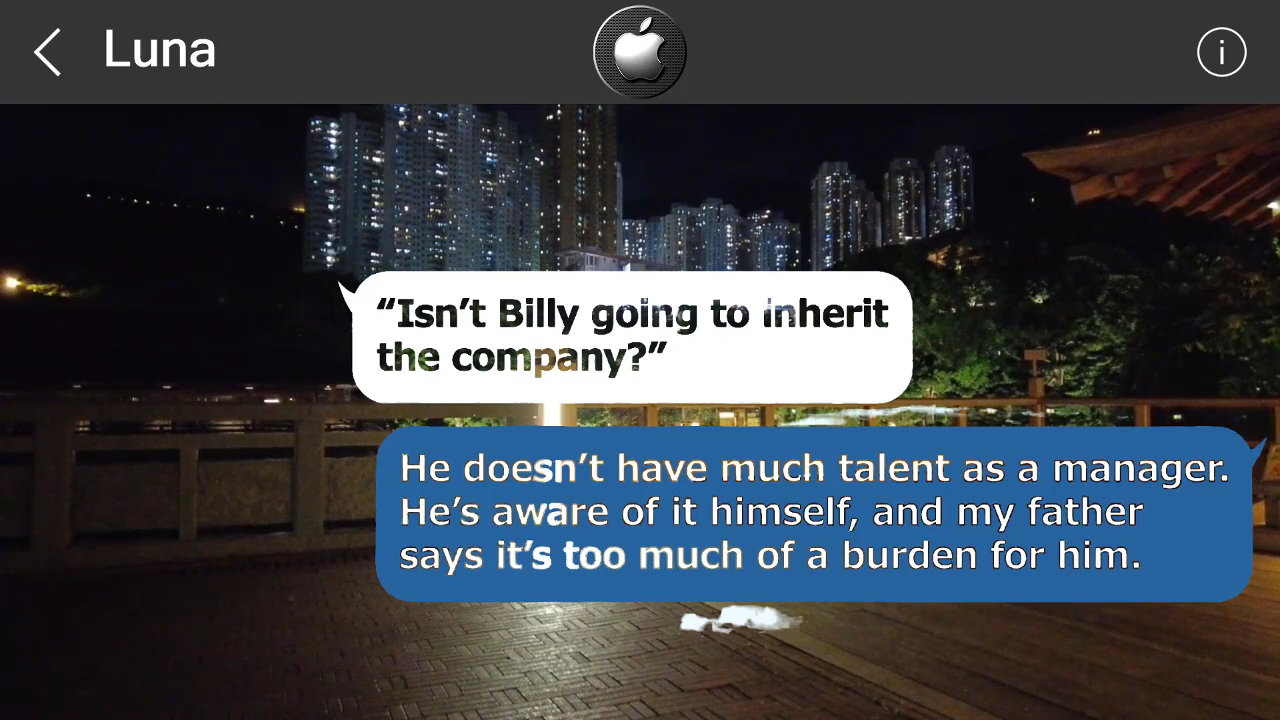 Luna
i
“Isn’t Billy going to inherit
the company?”
He doesn’t have much talent as a manager.
He’s aware of it himself, and my father
says it’s too much of a burden for him.